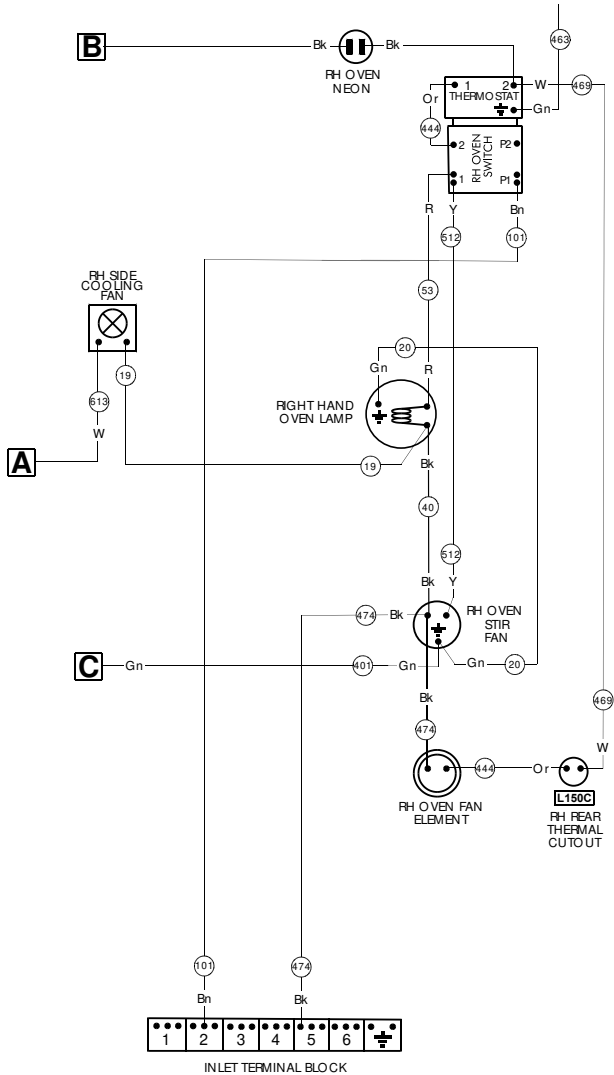 B
Bk
Bk
463
RH OVEN
NEON
1
2
W
469
Or
THERMOSTAT
Gn
444
2
P2
RH OVEN
SWITCH
1
P1
R
Y
Bn
512
101
RH SIDE
COOLING
FAN
53
20
Gn
R
19
613
W
RIGHT HAND
OVEN LAMP
A
19
Bk
40
512
Bk
Y
474
Bk
RH OVEN
STIR
FAN
C
Gn
401
Gn
Gn
20
Bk
469
474
W
444
Or
L150C
RH OVEN FAN
ELEMENT
RH REAR
THERMAL
CUTOUT
101
474
Bn
Bk
1
2
3
4
5
6
INLET TERMINAL BLOCK